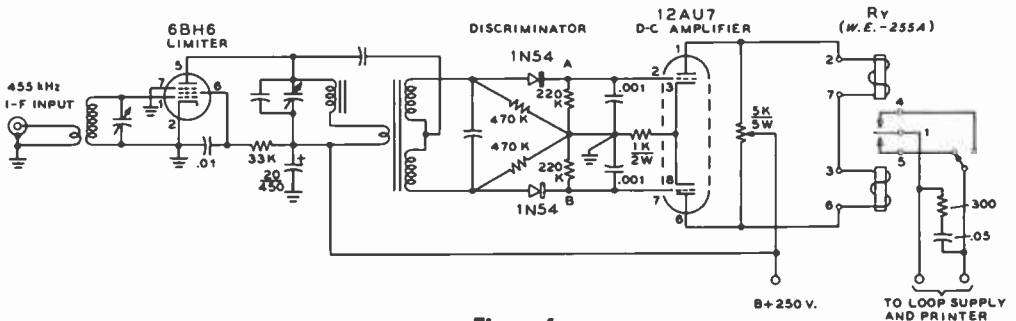 6BH6
LIMITER
DISCRIMINATOR
12AU7
D-C AMPLIFIER
RY
(W.E.-255A)
455 kHz
I-F INPUT
5
7
1
6
2
.01
33K
20
450
1N54
A
220
K
470
K
470
K
220
K
B
1N54
.001
.001
1K
2W
1
2
3
8
7
6
5K
5W
2
7
3
6
4
1
5
300
.05
B+250 V.
TO LOOP SUPPLY
AND PRINTER